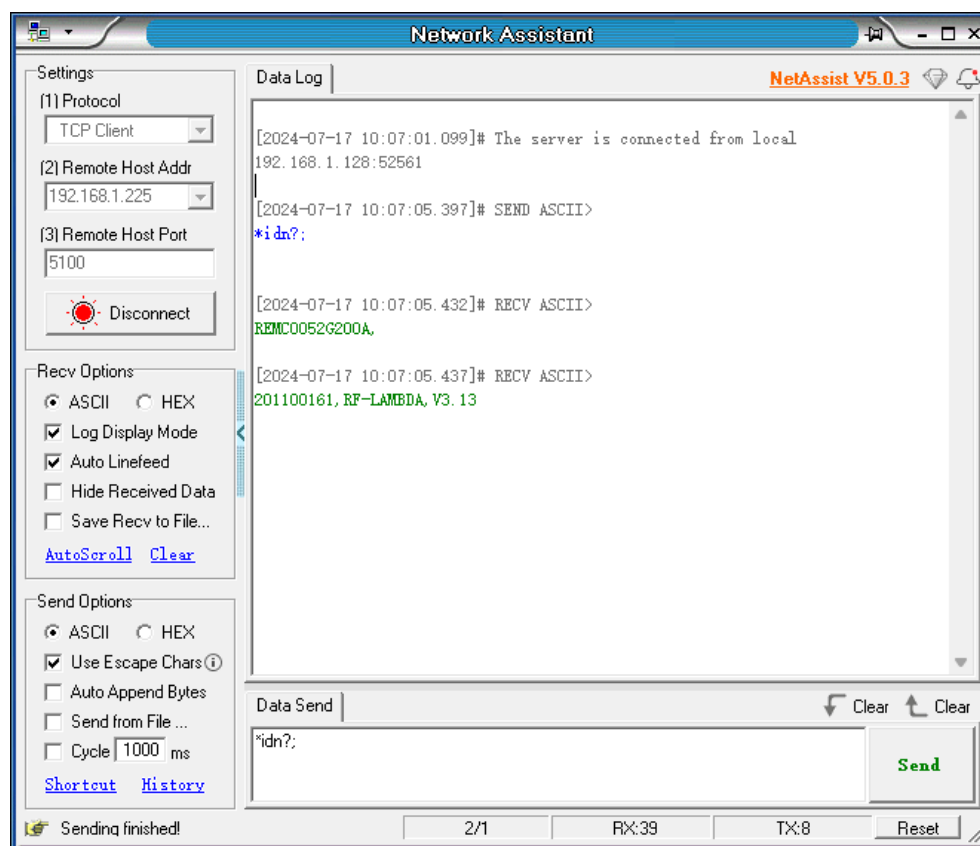 Network Assistant
Settings
(1) Protocol
TCP Client
(2) Remote Host Addr
192.168.1.225
(3) Remote Host Port
5100
Disconnect
Recv Options
ASCII HEX
Log Display Mode
Auto Linefeed
Hide Received Data
Save Recv to File...
AutoScroll Clear
Send Options
ASCII HEX
Use Escape Chars
Auto Append Bytes
Send from File ...
Cycle 1000 ms
Shortcut History
Data Log
NetAssist V5.0.3
[2024-07-17 10:07:01.099]# The server is connected from local
192.168.1.128:52561
[2024-07-17 10:07:05.397]# SEND ASCII>
*idn?;
[2024-07-17 10:07:05.432]# RECV ASCII>
REMC0052G200A,
[2024-07-17 10:07:05.437]# RECV ASCII>
201100161,RF-LAMBDA,V3.13
Data Send
Clear Clear
*idn?;
Send
Sending finished! 2/1 RX:39 TX:8 Reset